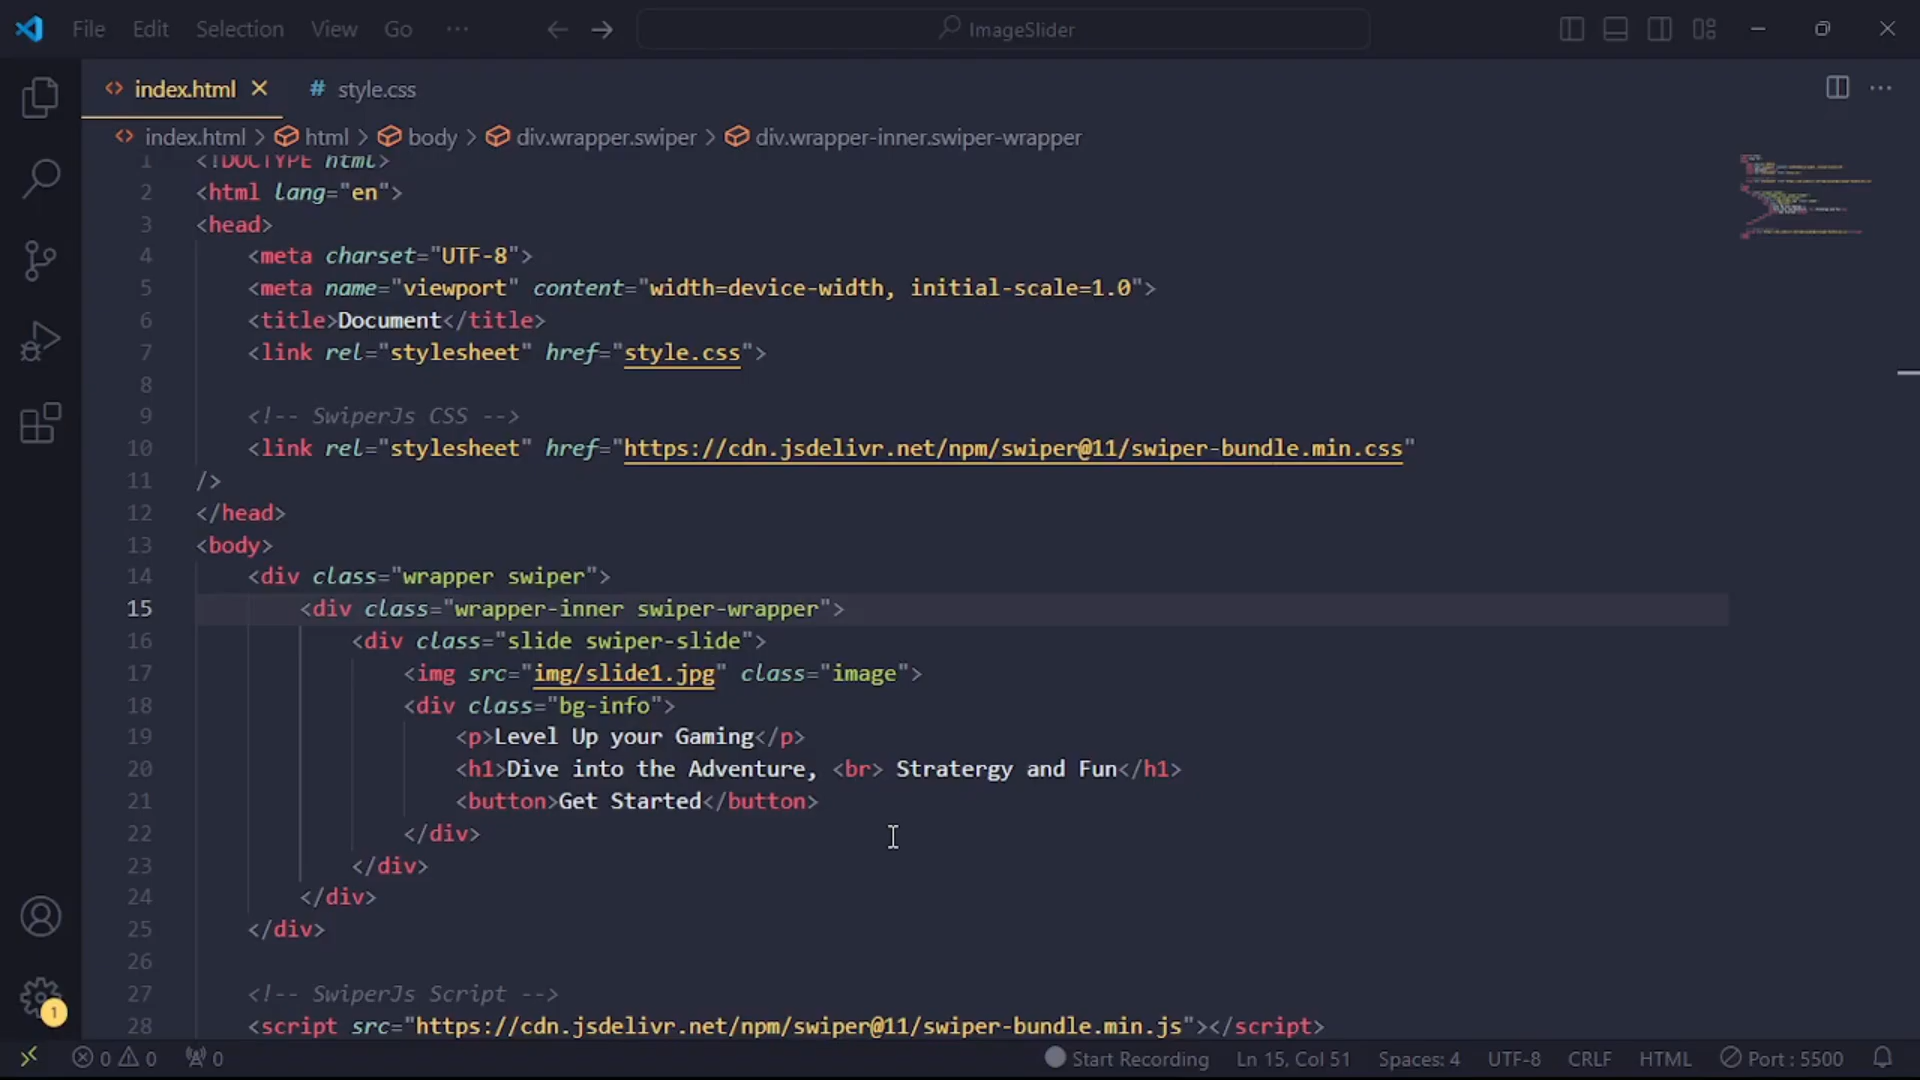 File Edit Selection View Go ··· ImageSlider
index.html style.css
index.html > html > body > div.wrapper.swiper > div.wrapper-inner.swiper-wrapper
1 <!DOCTYPE html>
2 <html lang="en">
3 <head>
4 <meta charset="UTF-8">
5 <meta name="viewport" content="width=device-width, initial-scale=1.0">
6 <title>Document</title>
7 <link rel="stylesheet" href="style.css">
8
9 <!-- SwiperJs CSS -->
10 <link rel="stylesheet" href="https://cdn.jsdelivr.net/npm/swiper@11/swiper-bundle.min.css"
11 />
12 </head>
13 <body>
14 <div class="wrapper swiper">
15 <div class="wrapper-inner swiper-wrapper">
16 <div class="slide swiper-slide">
17 <img src="img/slide1.jpg" class="image">
18 <div class="bg-info">
19 <p>Level Up your Gaming</p>
20 <h1>Dive into the Adventure, <br> Stratergy and Fun</h1>
21 <button>Get Started</button>
22 </div>
23 </div>
24 </div>
25 </div>
26
27 <!-- SwiperJs Script -->
28 <script src="https://cdn.jsdelivr.net/npm/swiper@11/swiper-bundle.min.js"></script>
1
0 0 0 Start Recording Ln 15, Col 51 Spaces: 4 UTF-8 CRLF HTML Port : 5500